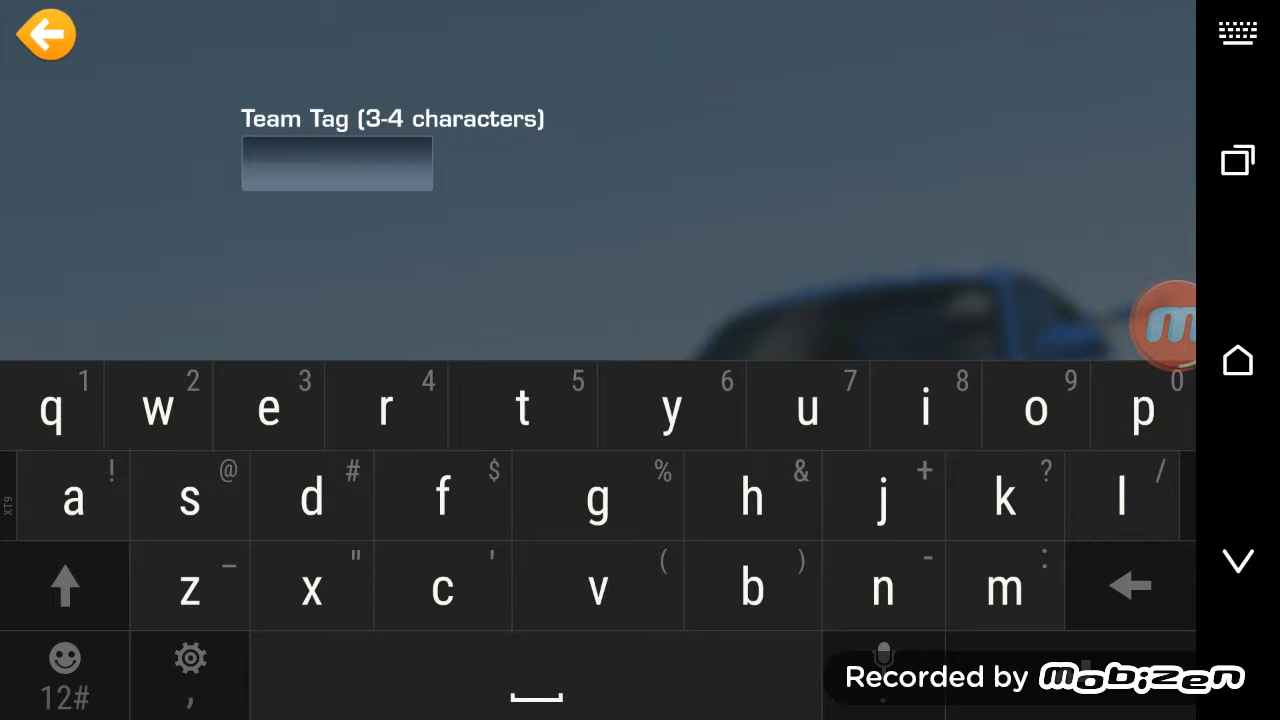 Team Tag (3-4 characters)
1 2 3 4 5 6 7 8 9 0
q w e r t y u i o p
! @ # $ % & + ? /
XT9 a s d f g h j k l
_ " ' ( ) - :
z x c v b n m
12# ,
Recorded by mobizen